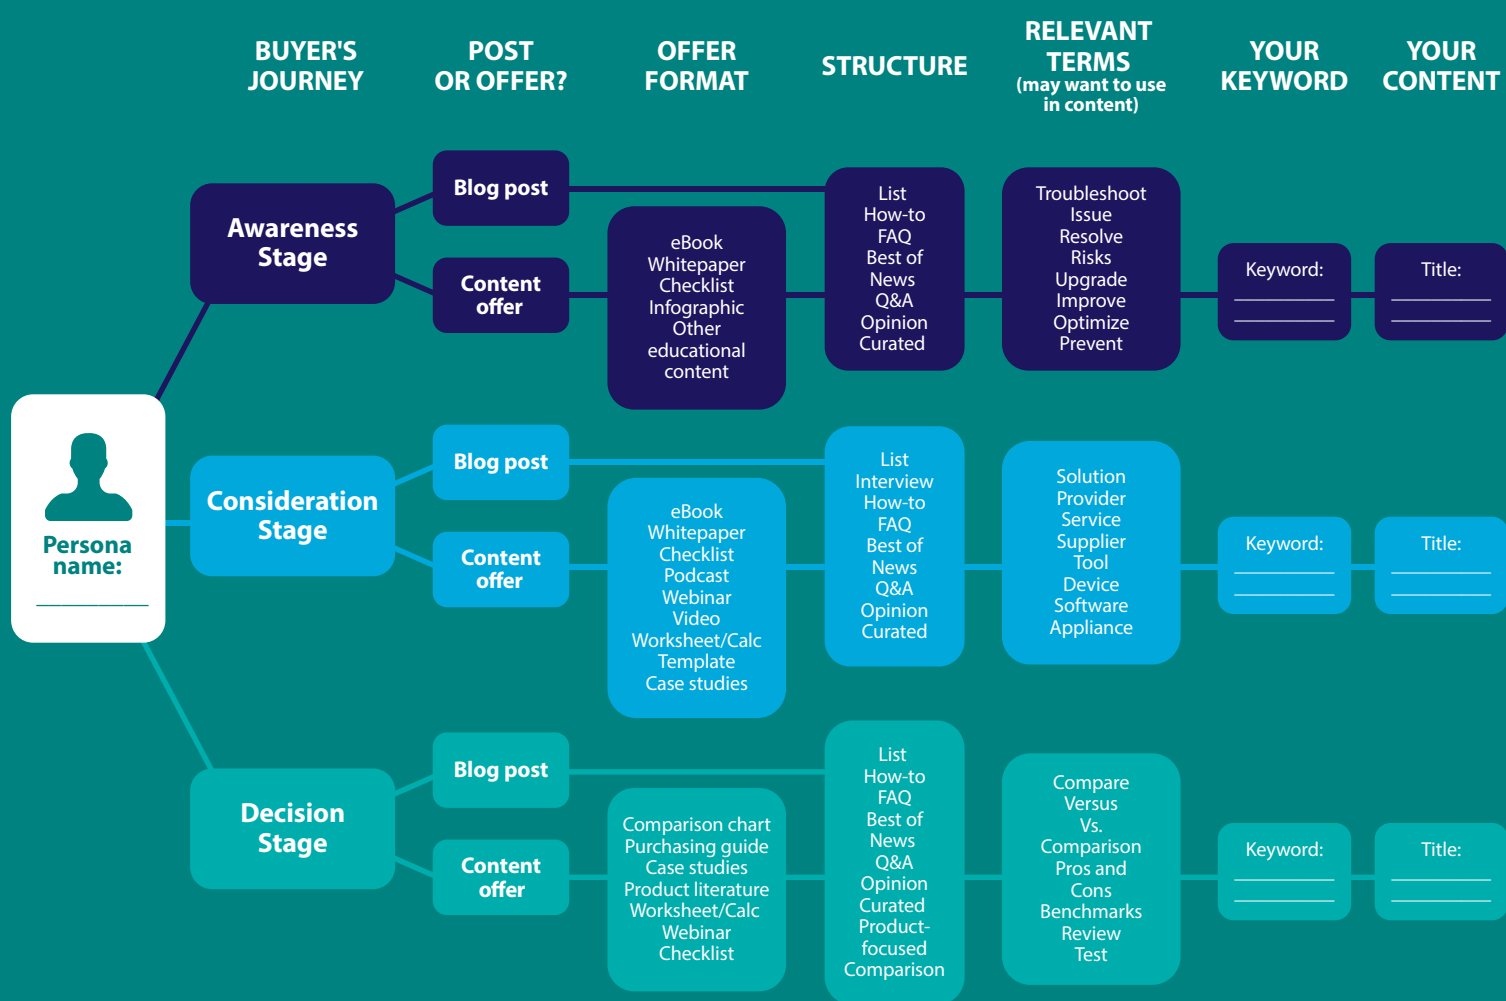 BUYER'S
JOURNEY
POST
OR OFFER?
OFFER
FORMAT
STRUCTURE
RELEVANT
TERMS
(may want to use
in content)
YOUR
KEYWORD
YOUR
CONTENT
Persona
name:
Awareness
Stage
Blog post
Content
offer
eBook
Whitepaper
Checklist
Infographic
Other
educational
content
List
How-to
FAQ
Best of
News
Q&A
Opinion
Curated
Troubleshoot
Issue
Resolve
Risks
Upgrade
Improve
Optimize
Prevent
Keyword:
Title:
Consideration
Stage
Blog post
Content
offer
eBook
Whitepaper
Checklist
Podcast
Webinar
Video
Worksheet/Calc
Template
Case studies
List
Interview
How-to
FAQ
Best of
News
Q&A
Opinion
Curated
Solution
Provider
Service
Supplier
Tool
Device
Software
Appliance
Keyword:
Title:
Decision
Stage
Blog post
Content
offer
Comparison chart
Purchasing guide
Case studies
Product literature
Worksheet/Calc
Webinar
Checklist
List
How-to
FAQ
Best of
News
Q&A
Opinion
Curated
Product-
focused
Comparison
Compare
Versus
Vs.
Comparison
Pros and
Cons
Benchmarks
Review
Test
Keyword:
Title: